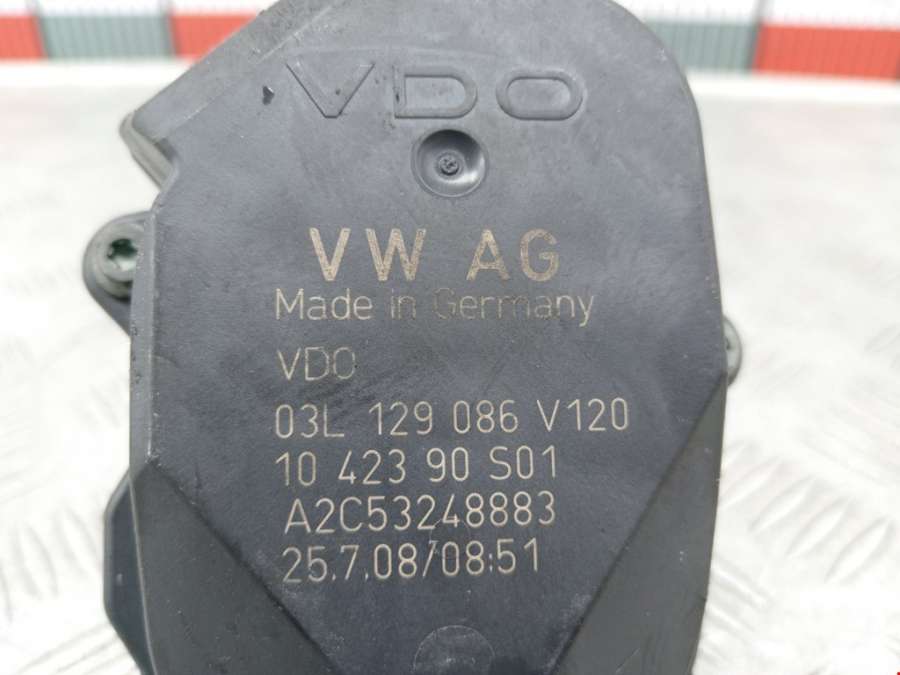 VDO
VW AG
Made in Germany
VDO
03L 129 086 V120
10 423 90 S01
A2C53248883
25.7.08/08:51